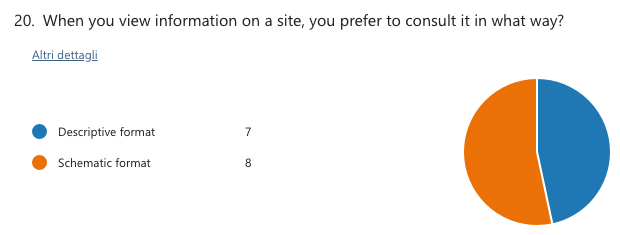 20. When you view information on a site, you prefer to consult it in what way?
Altri dettagli
Descriptive format 7
Schematic format 8